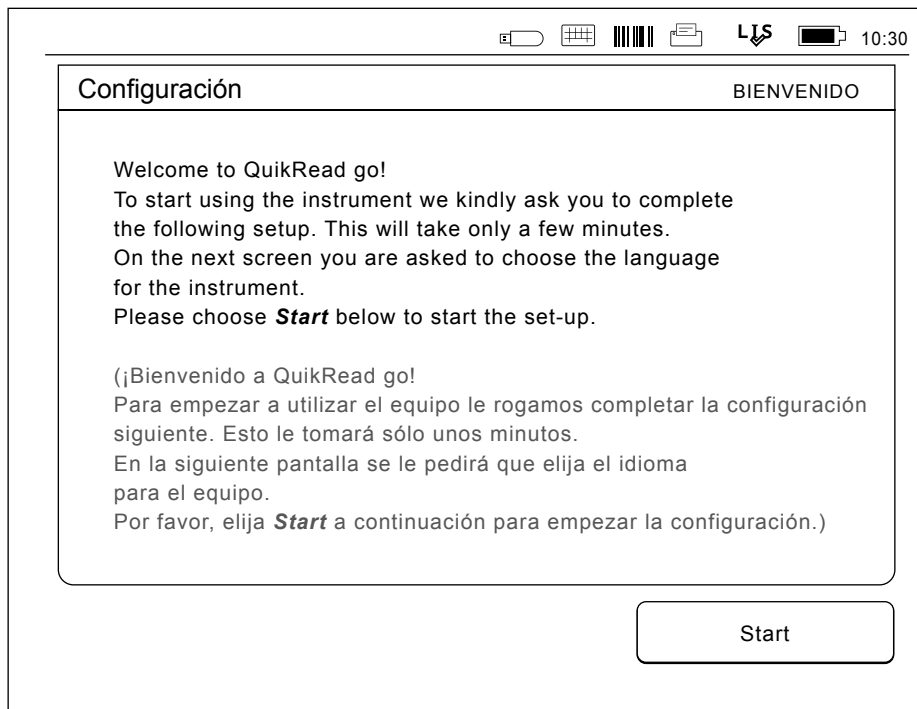 LIS 10:30
Configuración BIENVENIDO
Welcome to QuikRead go!
To start using the instrument we kindly ask you to complete
the following setup. This will take only a few minutes.
On the next screen you are asked to choose the language
for the instrument.
Please choose Start below to start the set-up.
(¡Bienvenido a QuikRead go!
Para empezar a utilizar el equipo le rogamos completar la configuración
siguiente. Esto le tomará sólo unos minutos.
En la siguiente pantalla se le pedirá que elija el idioma
para el equipo.
Por favor, elija Start a continuación para empezar la configuración.)
Start